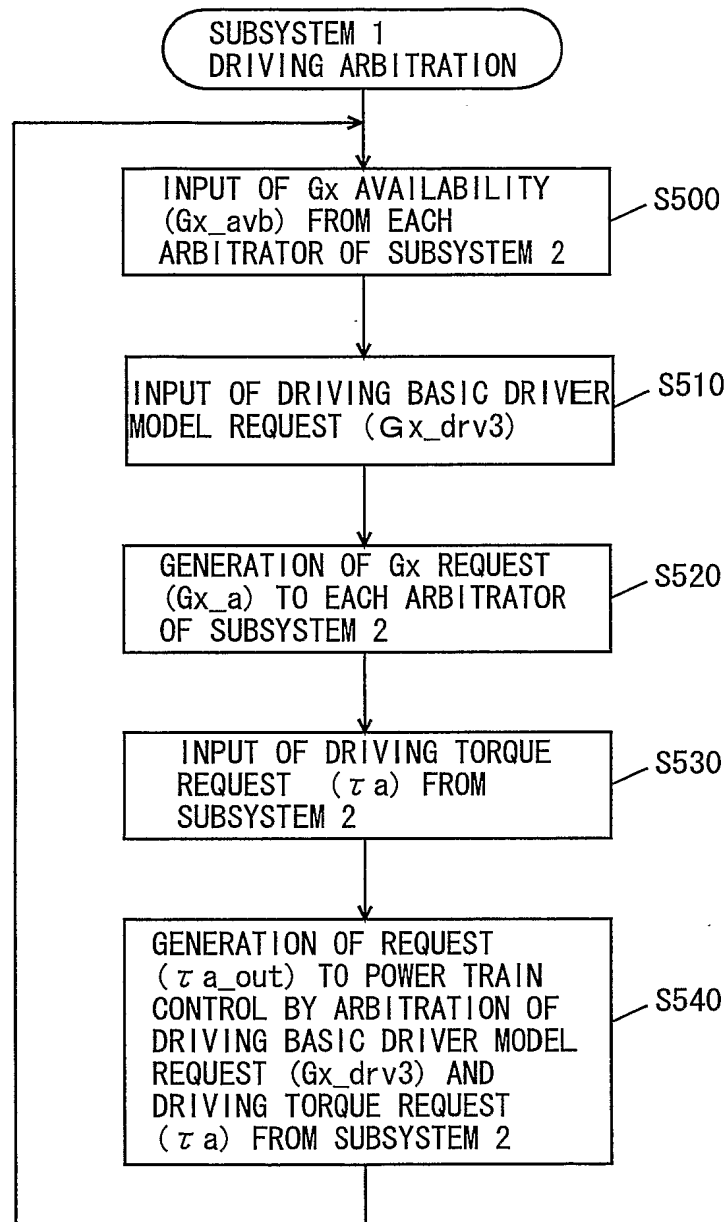 SUBSYSTEM 1
DRIVING ARBITRATION
INPUT OF Gx AVAILABILITY
(Gx_avb) FROM EACH
ARBITRATOR OF SUBSYSTEM 2
S500
INPUT OF DRIVING BASIC DRIVER
MODEL REQUEST (Gx_drv3)
S510
GENERATION OF Gx REQUEST
(Gx_a) TO EACH ARBITRATOR
OF SUBSYSTEM 2
S520
INPUT OF DRIVING TORQUE
REQUEST (τa) FROM
SUBSYSTEM 2
S530
GENERATION OF REQUEST
(τa_out) TO POWER TRAIN
CONTROL BY ARBITRATION OF
DRIVING BASIC DRIVER MODEL
REQUEST (Gx_drv3) AND
DRIVING TORQUE REQUEST
(τa) FROM SUBSYSTEM 2
S540